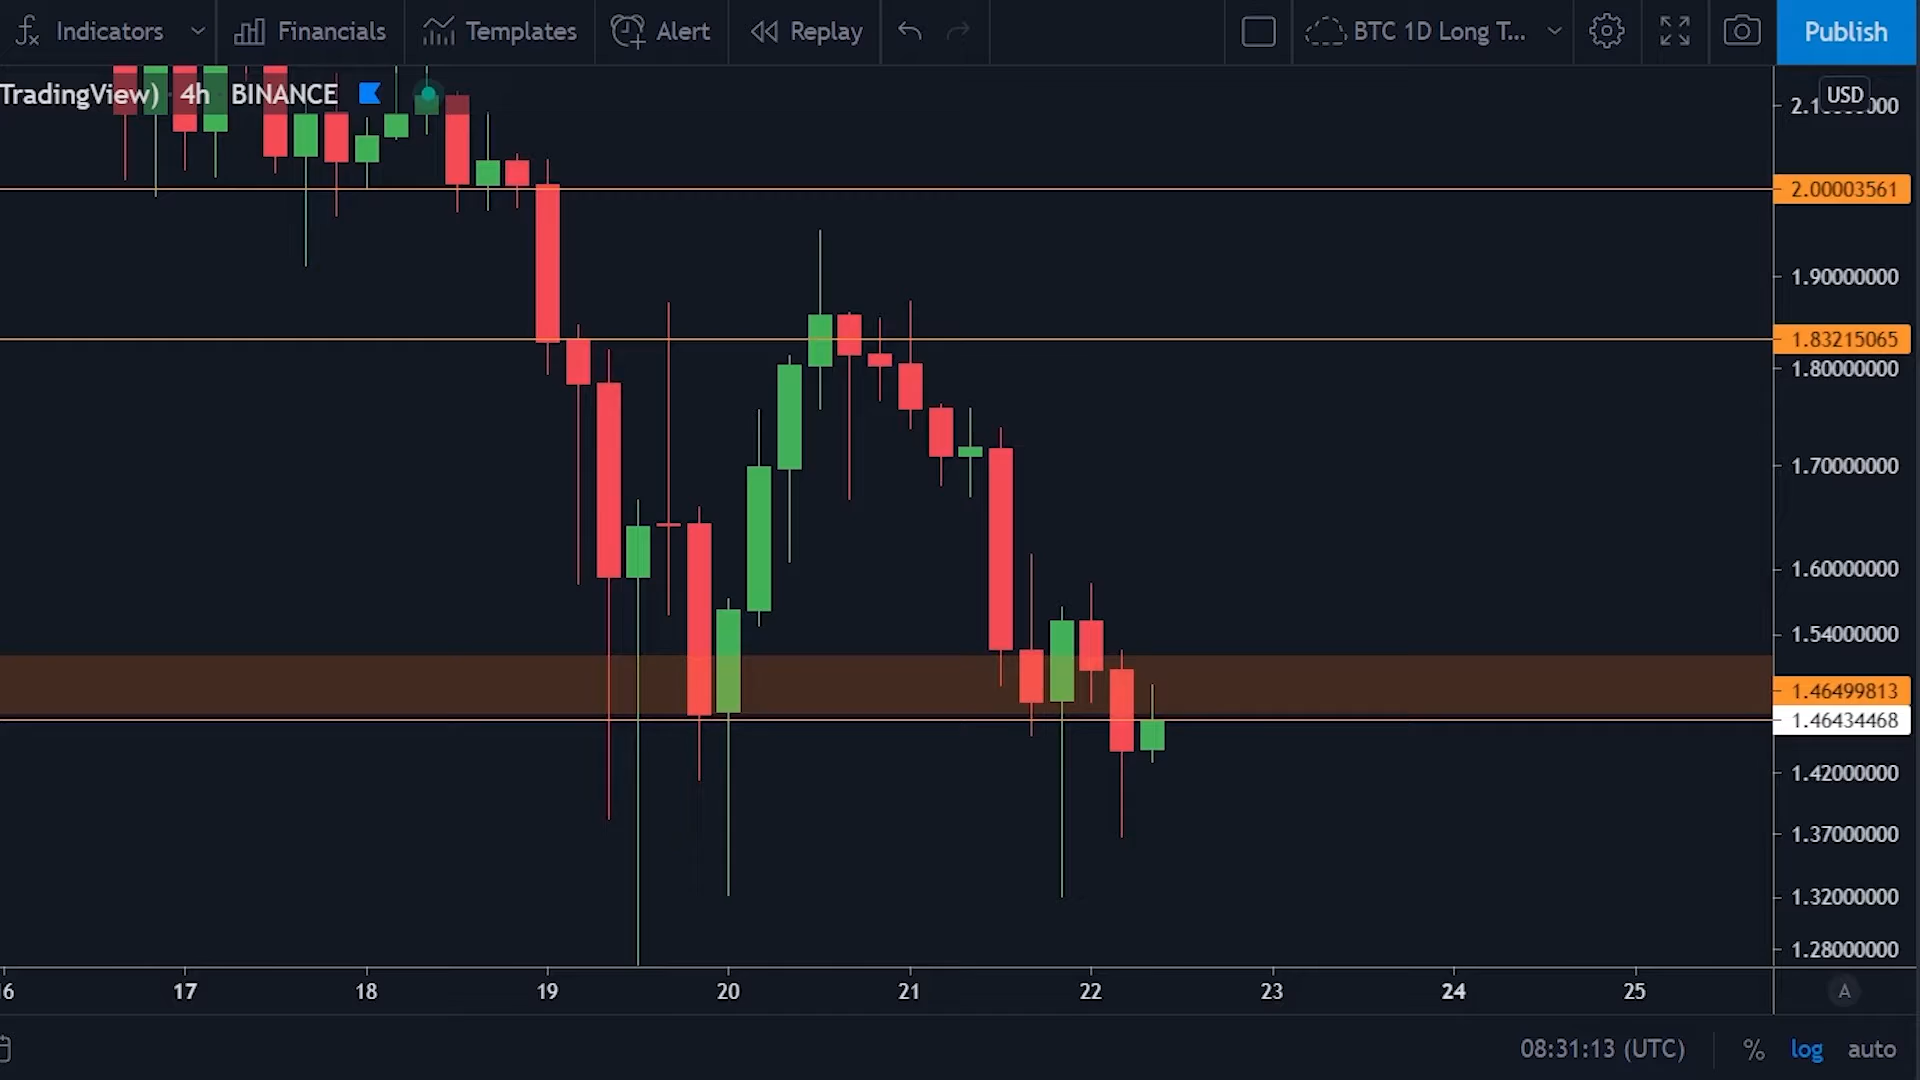 Indicators Financials Templates Alert Replay BTC 1D Long T... Publish
TradingView) 4h BINANCE
USD
2.00003561
1.90000000
1.83215065
1.80000000
1.70000000
1.60000000
1.54000000
1.46499813
1.46434468
1.42000000
1.37000000
1.32000000
1.28000000
17 18 19 20 21 22 23 24 25 A
08:31:13 (UTC) % log auto